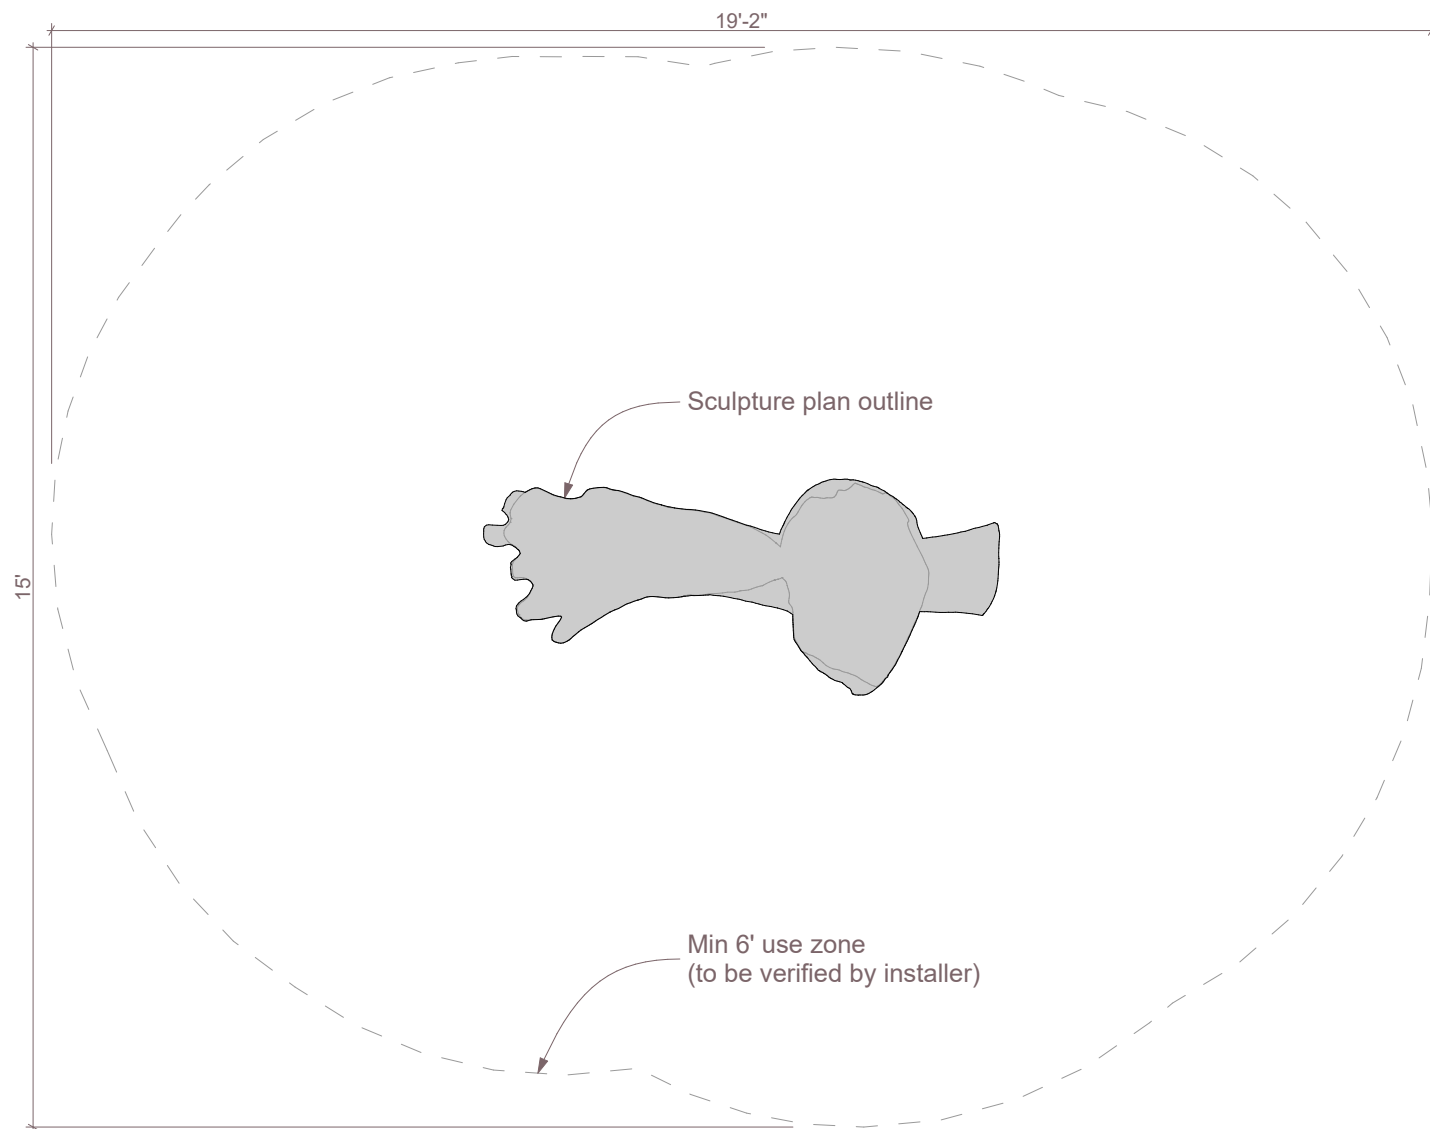 19'-2"
Sculpture plan outline
15'
Min 6' use zone
(to be verified by installer)